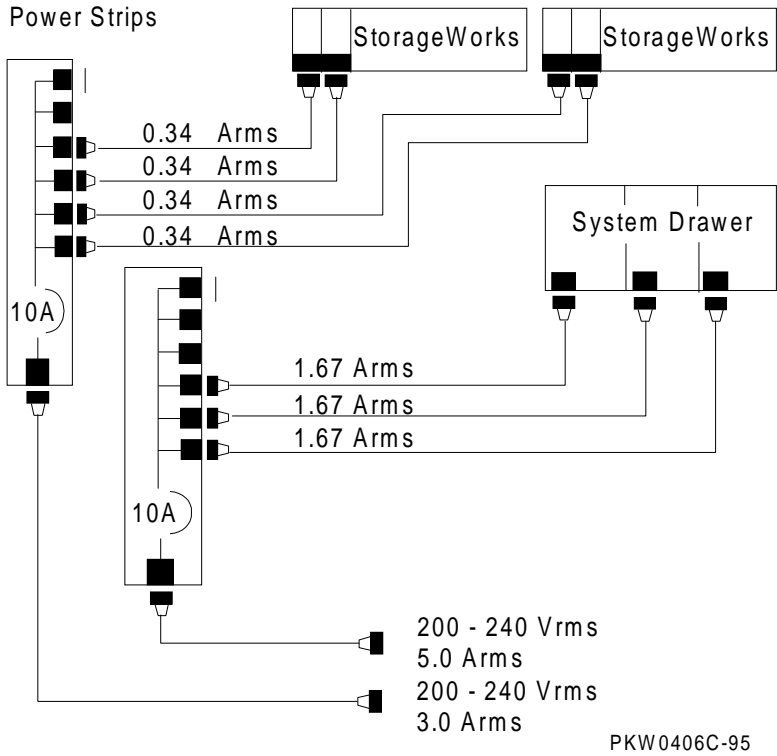 Power Strips
StorageWorks
StorageWorks
0.34 Arms
0.34 Arms
0.34 Arms
0.34 Arms
System Drawer
10A
1.67 Arms
1.67 Arms
1.67 Arms
10A
200 - 240 Vrms
5.0 Arms
200 - 240 Vrms
3.0 Arms
PKW0406C-95